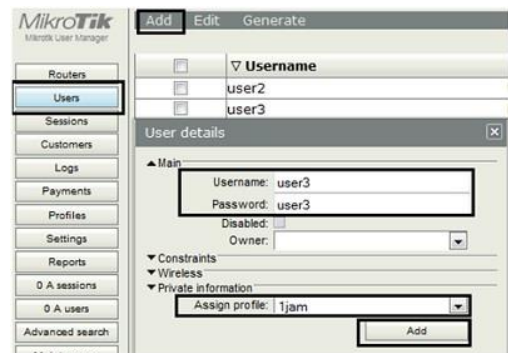 MikroTik
Mikrotik User Manager
Routers
Users
Sessions
Customers
Logs
Payments
Profiles
Settings
Reports
0 A sessions
0 A users
Advanced search
Add Edit Generate
▽ Username
user2
user3
User details
Main
Username: user3
Password: user3
Disabled:
Owner:
Constraints
Wireless
Private information
Assign profile: 1jam
Add